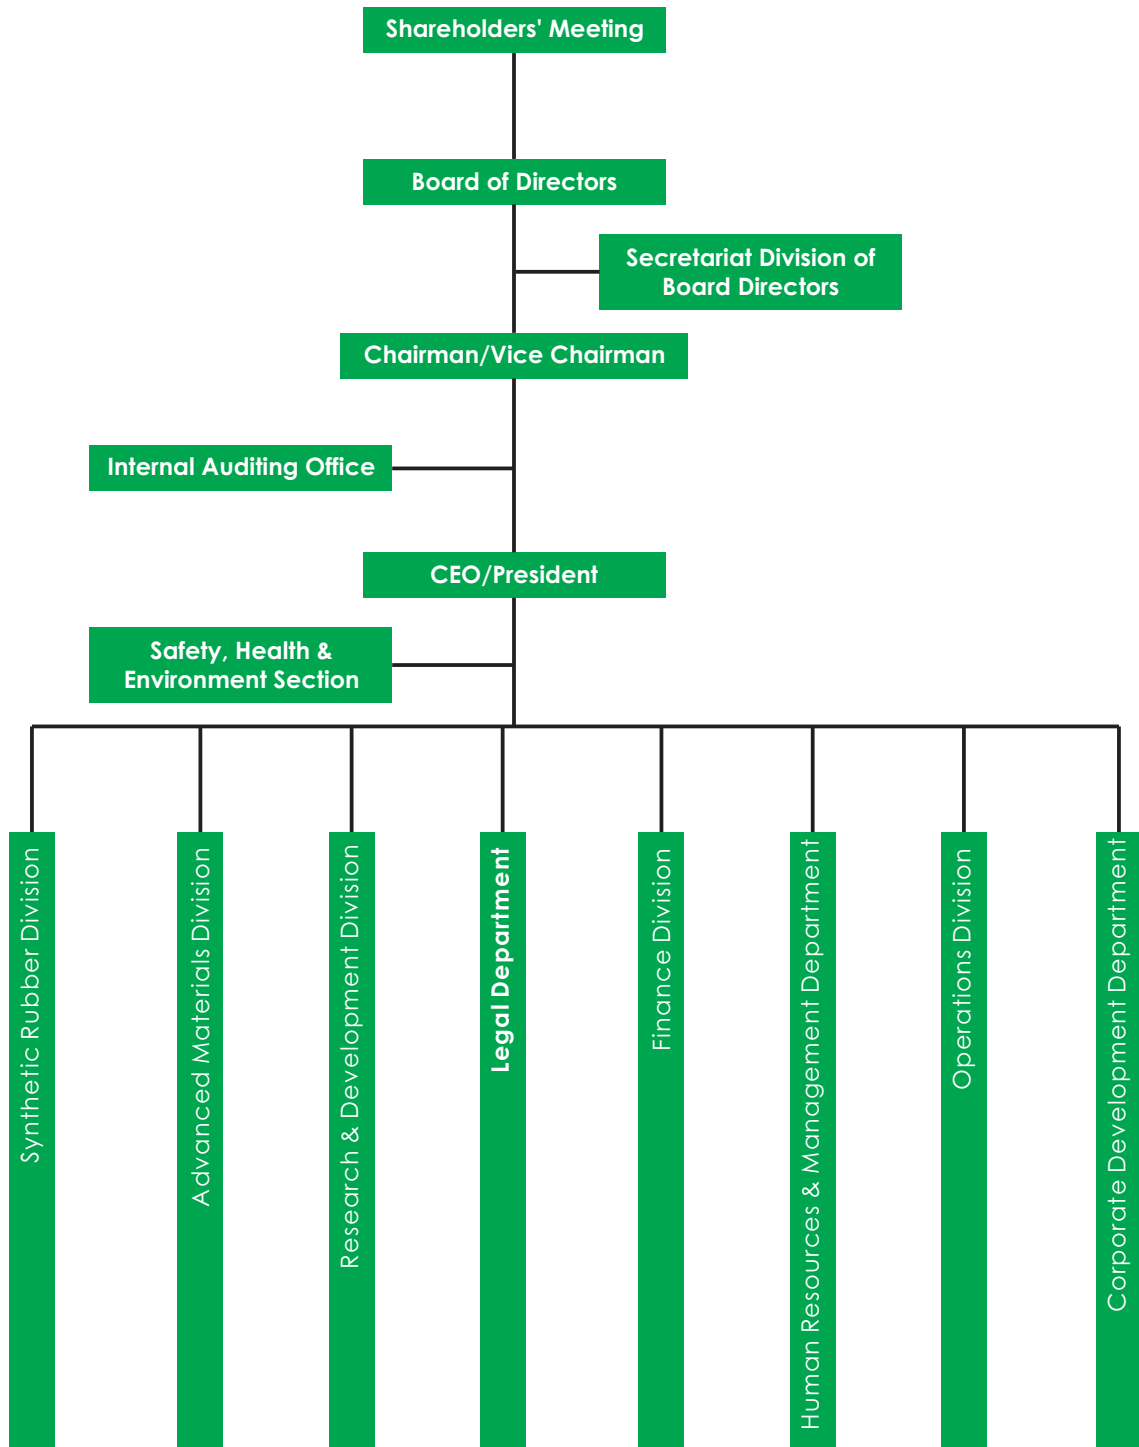 Shareholders' Meeting
Board of Directors
Secretariat Division of
Board Directors
Chairman/Vice Chairman
Internal Auditing Office
CEO/President
Safety, Health &
Environment Section
Synthetic Rubber Division
Advanced Materials Division
Research & Development Division
Legal Department
Finance Division
Human Resources & Management Department
Operations Division
Corporate Development Department